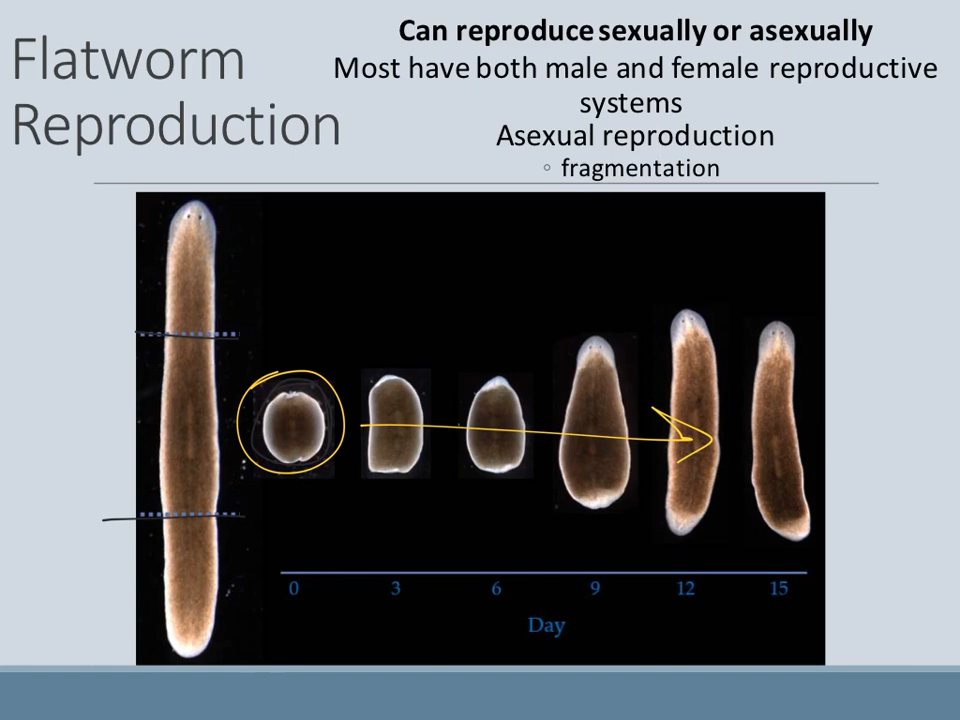 Flatworm
Reproduction
Can reproduce sexually or asexually
Most have both male and female reproductive
systems
Asexual reproduction
◦ fragmentation
0 3 6 9 12 15
Day